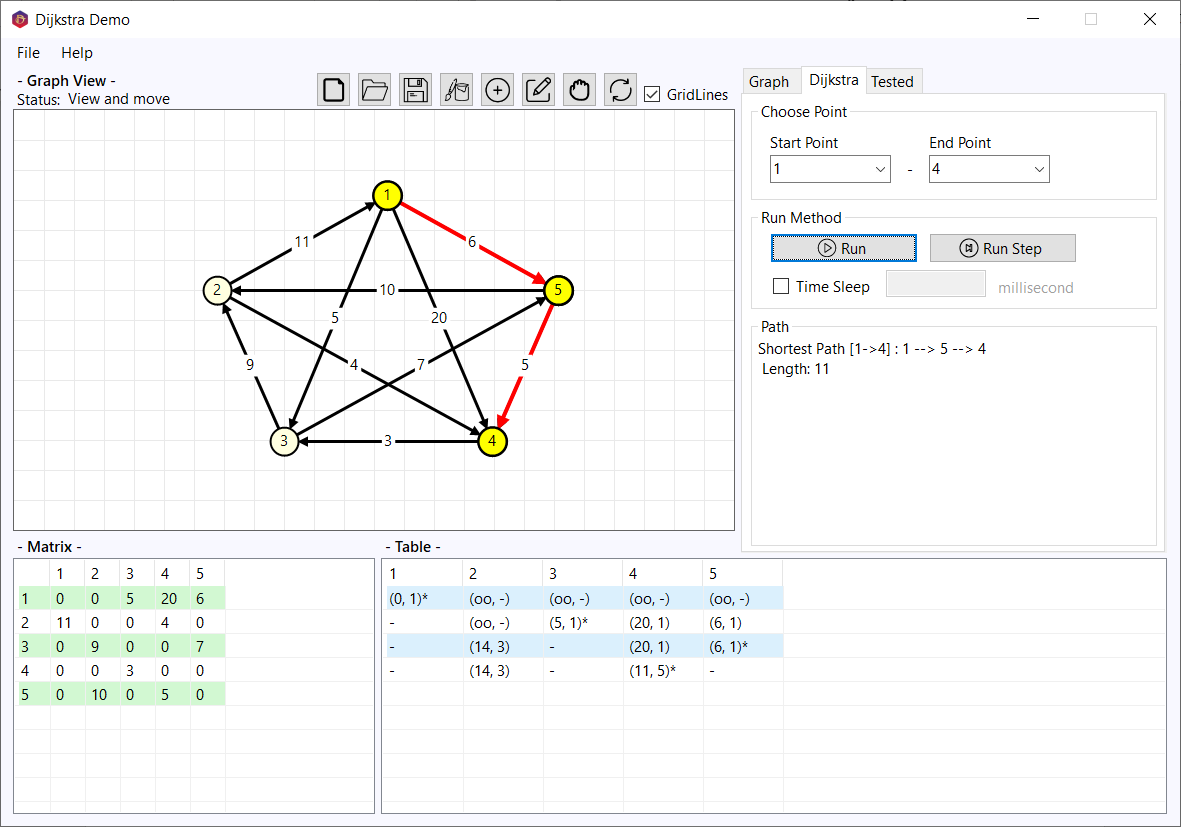 Dijkstra Demo
File Help
- Graph View -
Status: View and move
GridLines
1
11
6
2
10
5
5
20
9
4
7
5
3
3
4
Graph Dijkstra Tested
Choose Point
Start Point End Point
1 - 4
Run Method
Run Run Step
Time Sleep millisecond
Path
Shortest Path [1->4] : 1 --> 5 --> 4
Length: 11
- Matrix -
1 2 3 4 5
1 0 0 5 20 6
2 11 0 0 4 0
3 0 9 0 0 7
4 0 0 3 0 0
5 0 10 0 5 0
- Table -
1 2 3 4 5
(0, 1)* (oo, -) (oo, -) (oo, -) (oo, -)
- (oo, -) (5, 1)* (20, 1) (6, 1)
- (14, 3) - (20, 1) (6, 1)*
- (14, 3) - (11, 5)* -